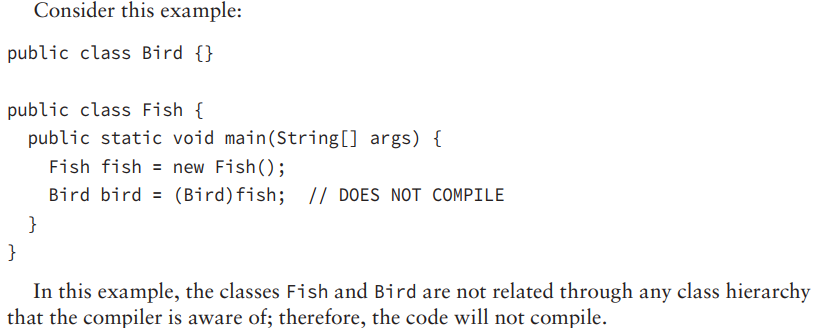 Consider this example:
public class Bird {}
public class Fish {
public static void main(String[] args) {
Fish fish = new Fish();
Bird bird = (Bird)fish;  // DOES NOT COMPILE
}
}
In this example, the classes Fish and Bird are not related through any class hierarchy
that the compiler is aware of; therefore, the code will not compile.